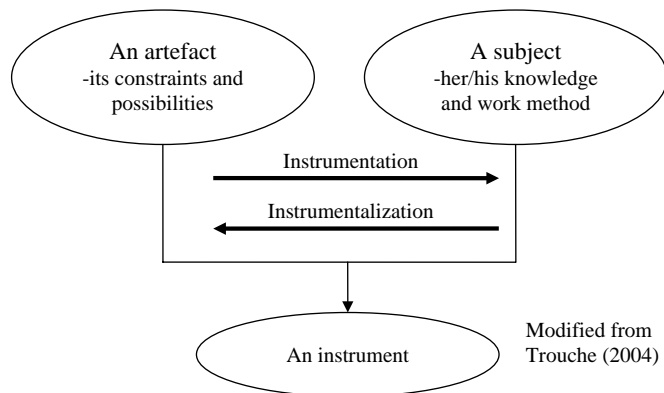 An artefact
-its constraints and
possibilities
A subject
-her/his knowledge
and work method
Instrumentation
Instrumentalization
An instrument
Modified from
Trouche (2004)